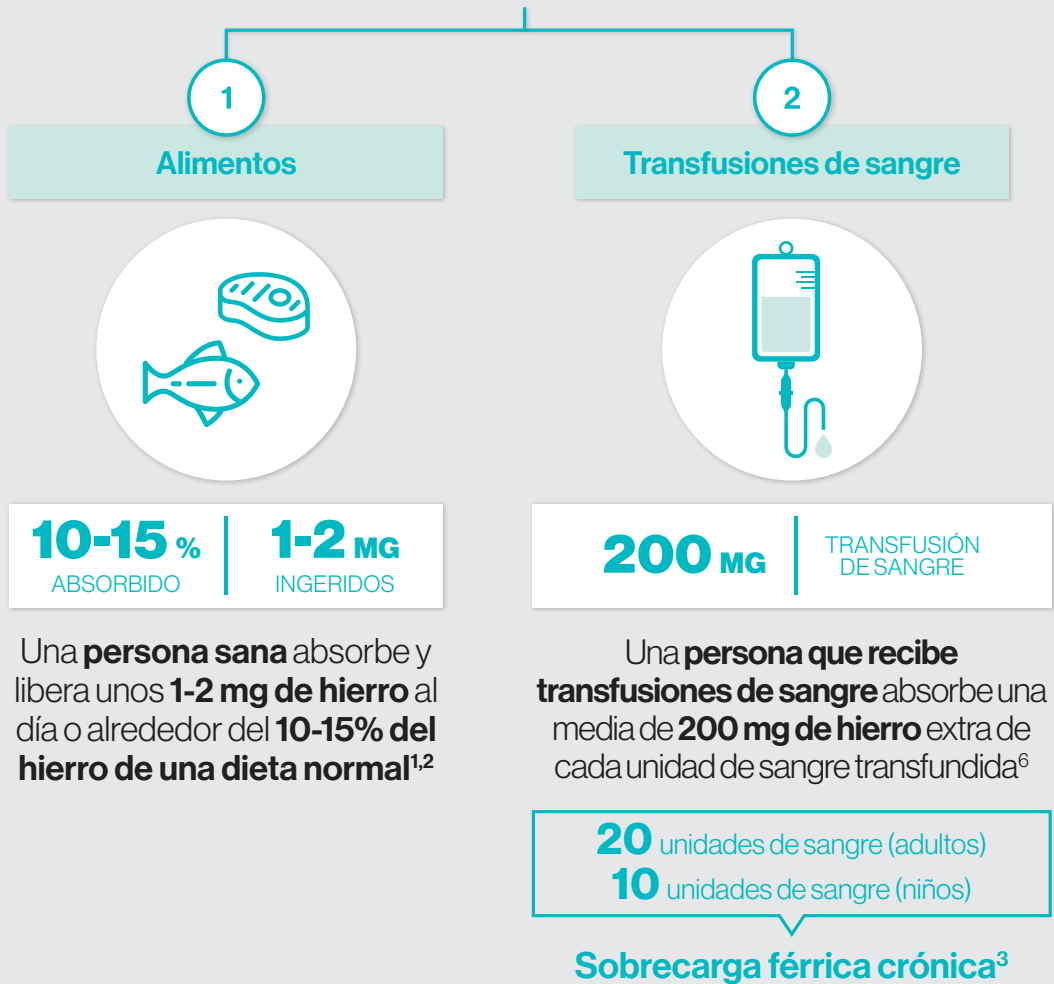 1
Alimentos
10-15 %
ABSORBIDO
1-2 MG
INGERIDOS
Una persona sana absorbe y
libera unos 1-2 mg de hierro al
día o alrededor del 10-15% del
hierro de una dieta normal1,2
2
Transfusiones de sangre
200 MG
TRANSFUSIÓN
DE SANGRE
Una persona que recibe
transfusiones de sangre absorbe una
media de 200 mg de hierro extra de
cada unidad de sangre transfundida6
20 unidades de sangre (adultos)
10 unidades de sangre (niños)
Sobrecarga férrica crónica3